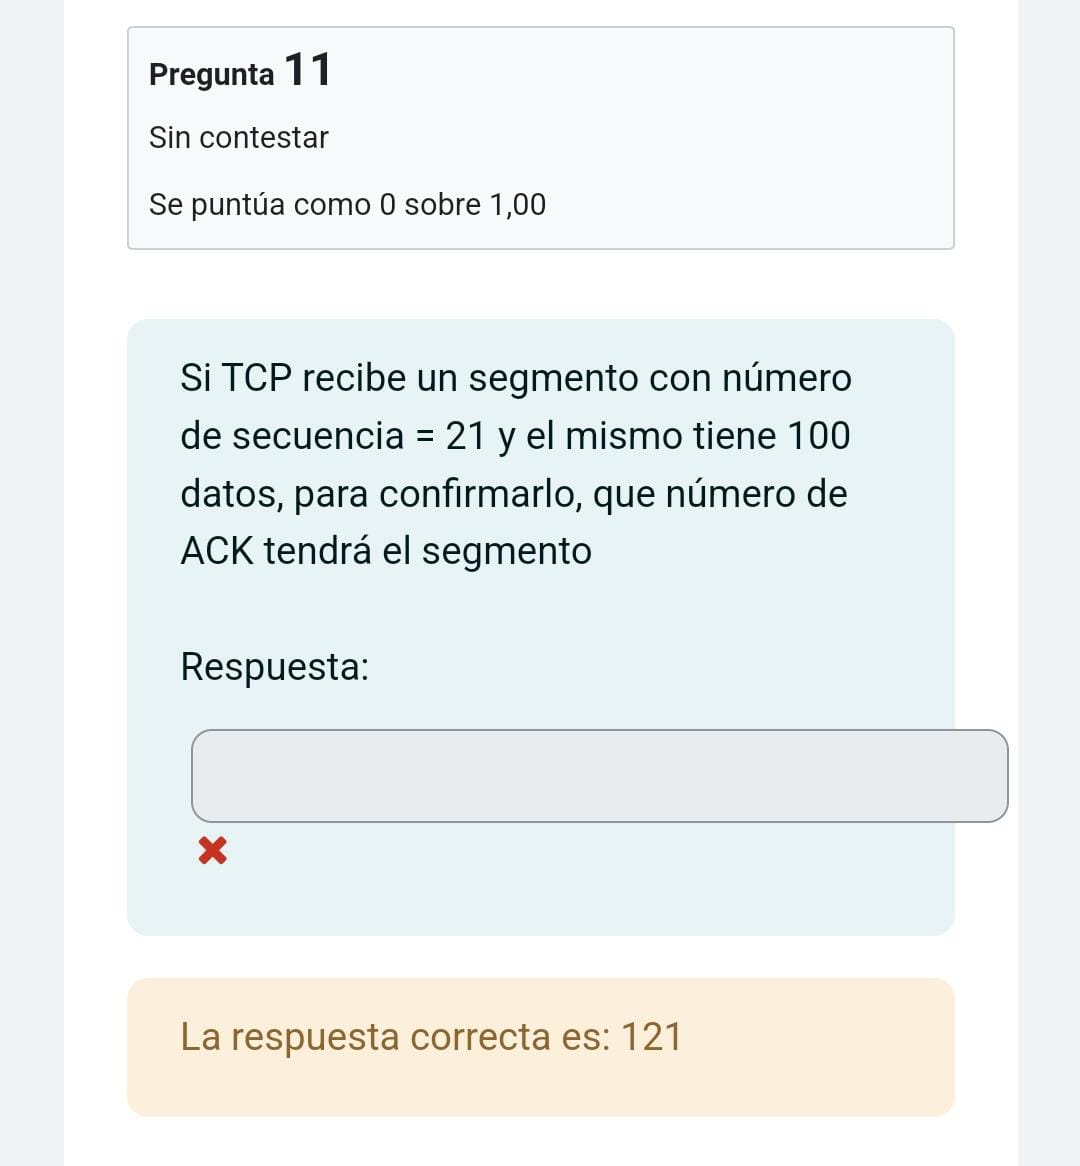 Pregunta 11
Sin contestar
Se puntúa como 0 sobre 1,00
Si TCP recibe un segmento con número
de secuencia = 21 y el mismo tiene 100
datos, para confirmarlo, que número de
ACK tendrá el segmento
Respuesta:
La respuesta correcta es: 121